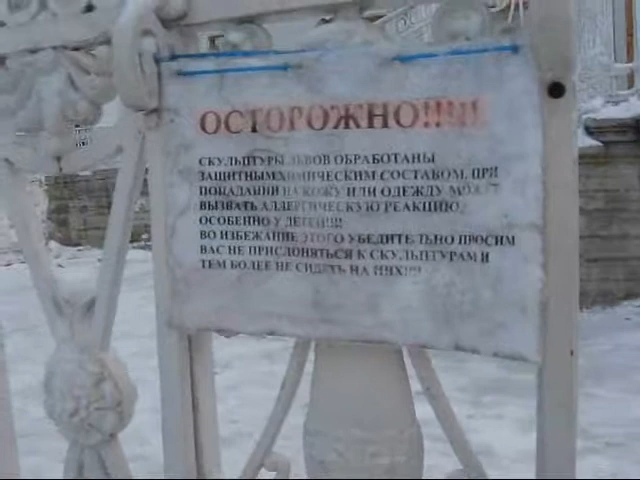 ОСТОРОЖНО!!!!!
СКУЛЬПТУРЫ ЛЬВОВ ОБРАБОТАНЫ
ЗАЩИТНЫМ ХИМИЧЕСКИМ СОСТАВОМ. ПРИ
ПОПАДАНИИ НА КОЖУ ИЛИ ОДЕЖДУ МОЖЕТ
ВЫЗВАТЬ АЛЛЕРГИЧЕСКУЮ РЕАКЦИЮ,
ОСОБЕННО У ДЕТЕЙ!!!!
ВО ИЗБЕЖАНИЕ ЭТОГО УБЕДИТЕЛЬНО ПРОСИМ
ВАС НЕ ПРИСЛОНЯТЬСЯ К СКУЛЬПТУРАМ И
ТЕМ БОЛЕЕ НЕ СИДЕТЬ НА НИХ!!!!